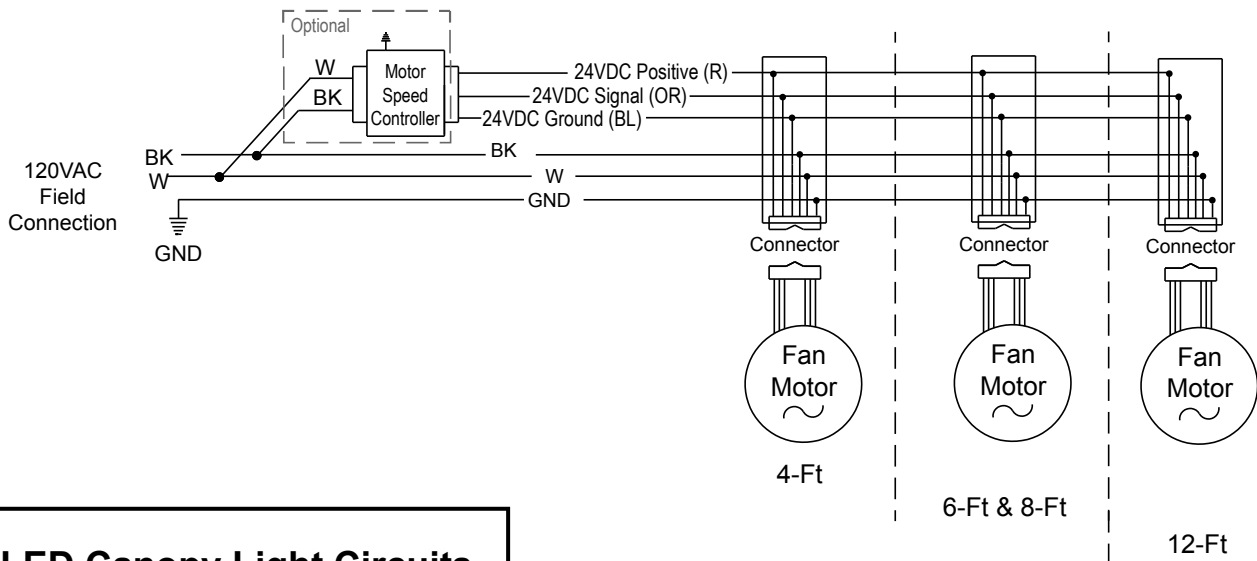 Optional
W
BK
Motor
Speed
Controller
24VDC Positive (R)
24VDC Signal (OR)
24VDC Ground (BL)
120VAC
Field
Connection
BK
W
BK
W
GND
GND
Connector
Connector
Connector
Fan
Motor
Fan
Motor
Fan
Motor
4-Ft
6-Ft & 8-Ft
12-Ft
LED Canopy Light Circuits